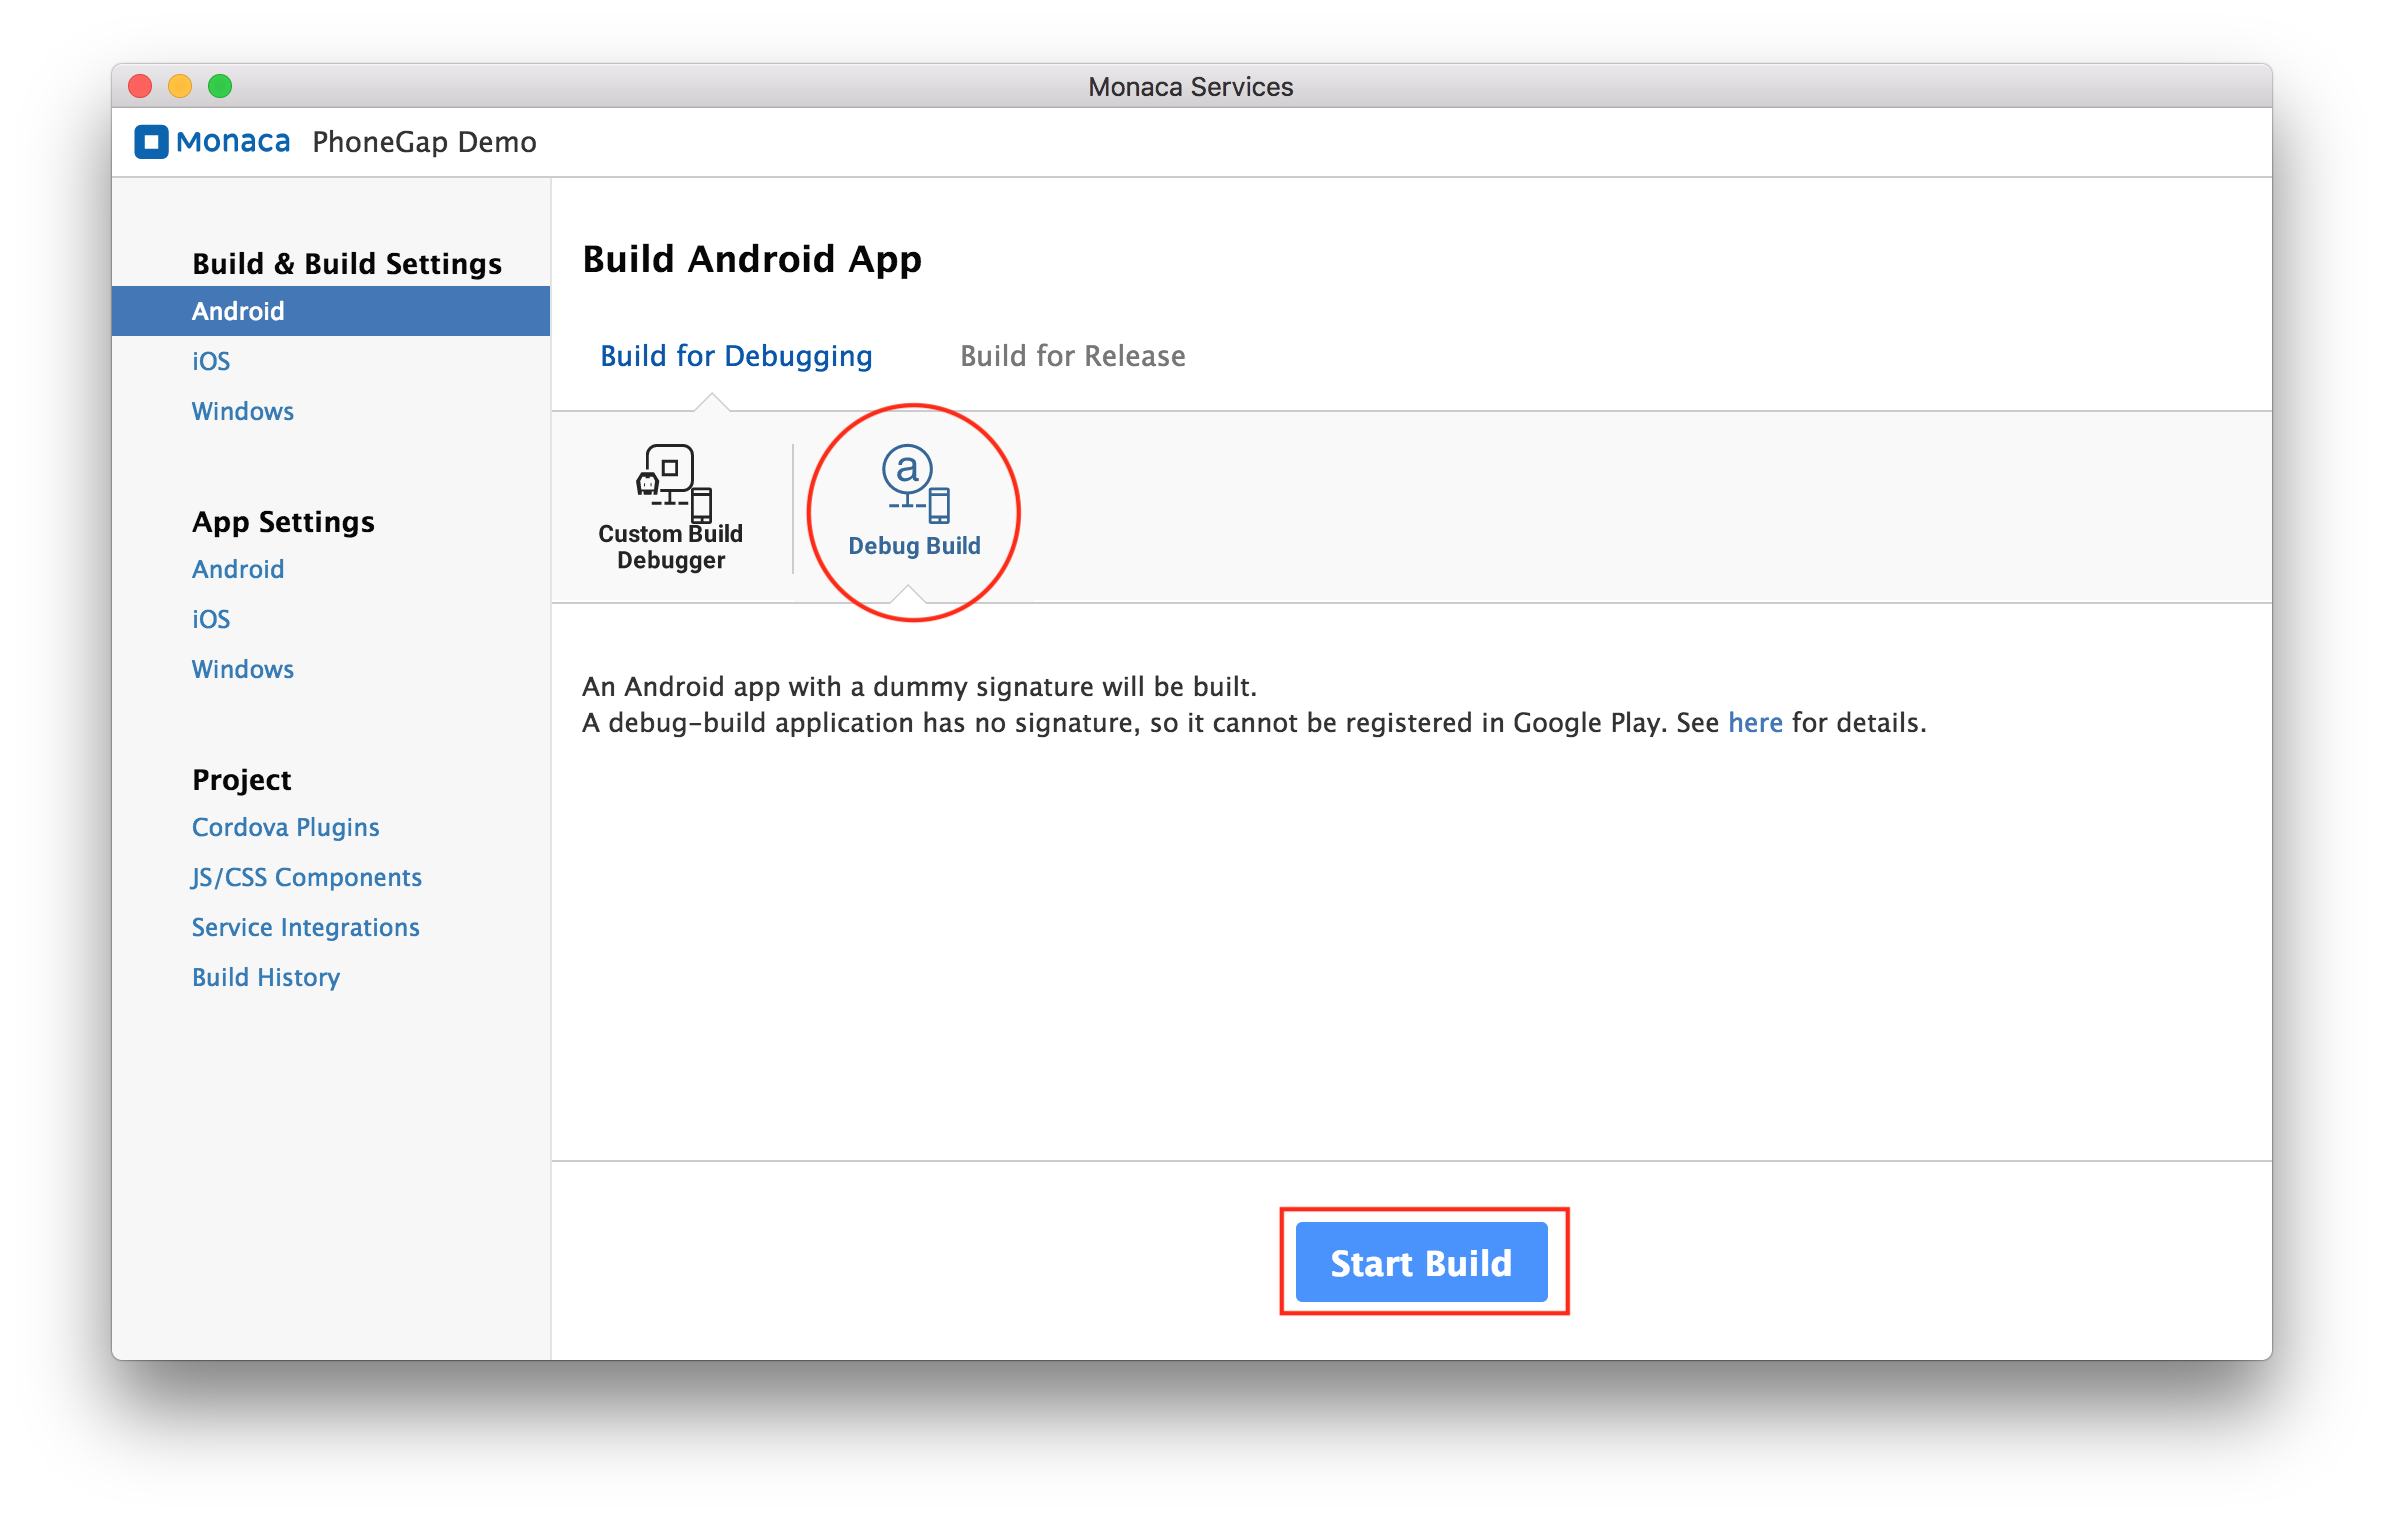 Monaca Services
Monaca PhoneGap Demo
Build & Build Settings
Android
iOS
Windows
App Settings
Android
iOS
Windows
Project
Cordova Plugins
JS/CSS Components
Service Integrations
Build History
Build Android App
Build for Debugging Build for Release
Custom Build
Debugger
a
Debug Build
An Android app with a dummy signature will be built.
A debug-build application has no signature, so it cannot be registered in Google Play. See here for details.
Start Build